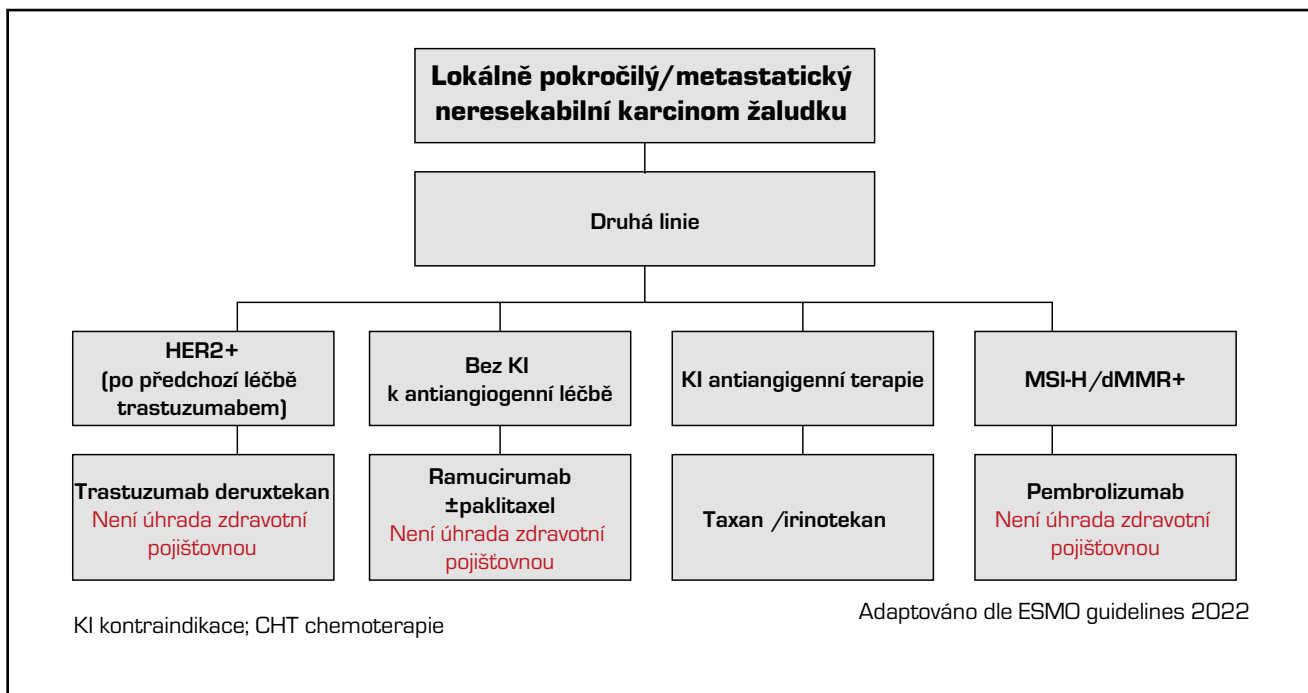 Lokálně pokročilý/metastatický
neresekabilní karcinom žaludku
Druhá linie
HER2+
(po předchozí léčbě
trastuzumabem)
Bez KI
k antiangiogenní léčbě
KI antiangigenní terapie
MSI-H/dMMR+
Trastuzumab deruxtekan
Není úhrada zdravotní
pojišťovnou
Ramucirumab
±paklitaxel
Není úhrada zdravotní
pojišťovnou
Taxan /irinotekan
Pembrolizumab
Není úhrada zdravotní
pojišťovnou
KI kontraindikace; CHT chemoterapie
Adaptováno dle ESMO guidelines 2022